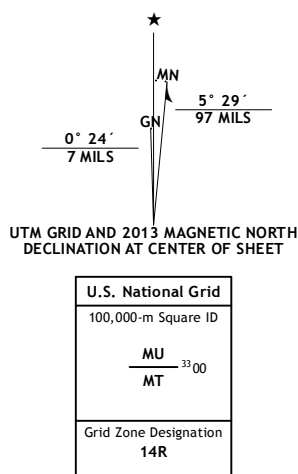 ★
MN
5° 29´
97 MILS
GN
0° 24´
7 MILS
UTM GRID AND 2013 MAGNETIC NORTH
DECLINATION AT CENTER OF SHEET
U.S. National Grid
100,000-m Square ID
MU
3300
MT
Grid Zone Designation
14R